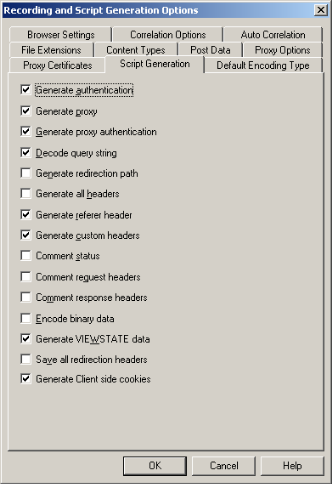 Recording and Script Generation Options
Browser Settings Correlation Options Auto Correlation
File Extensions Content Types Post Data Proxy Options
Proxy Certificates Script Generation Default Encoding Type
Generate authentication
Generate proxy
Generate proxy authentication
Decode query string
Generate redirection path
Generate all headers
Generate referer header
Generate custom headers
Comment status
Comment request headers
Comment response headers
Encode binary data
Generate VIEWSTATE data
Save all redirection headers
Generate Client side cookies
OK Cancel Help